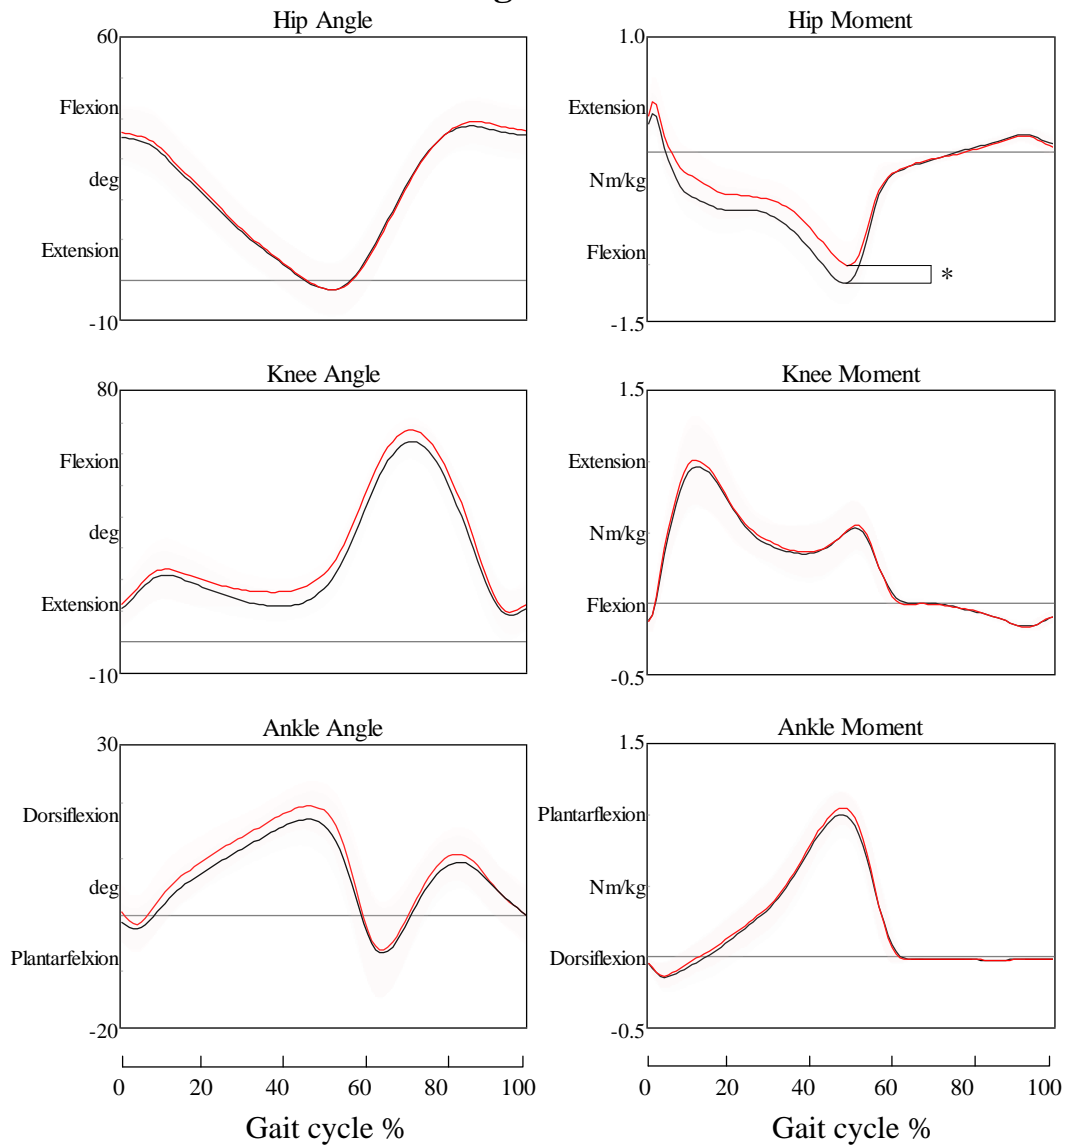 Hip Angle
60
Flexion
deg
Extension
-10
Hip Moment
1.0
Extension
Nm/kg
Flexion
-1.5
*
Knee Angle
80
Flexion
deg
Extension
-10
Knee Moment
1.5
Extension
Nm/kg
Flexion
-0.5
Ankle Angle
30
Dorsiflexion
deg
Plantarfelxion
-20
0 20 40 60 80 100
Gait cycle %
Ankle Moment
1.5
Plantarflexion
Nm/kg
Dorsiflexion
-0.5
0 20 40 60 80 100
Gait cycle %